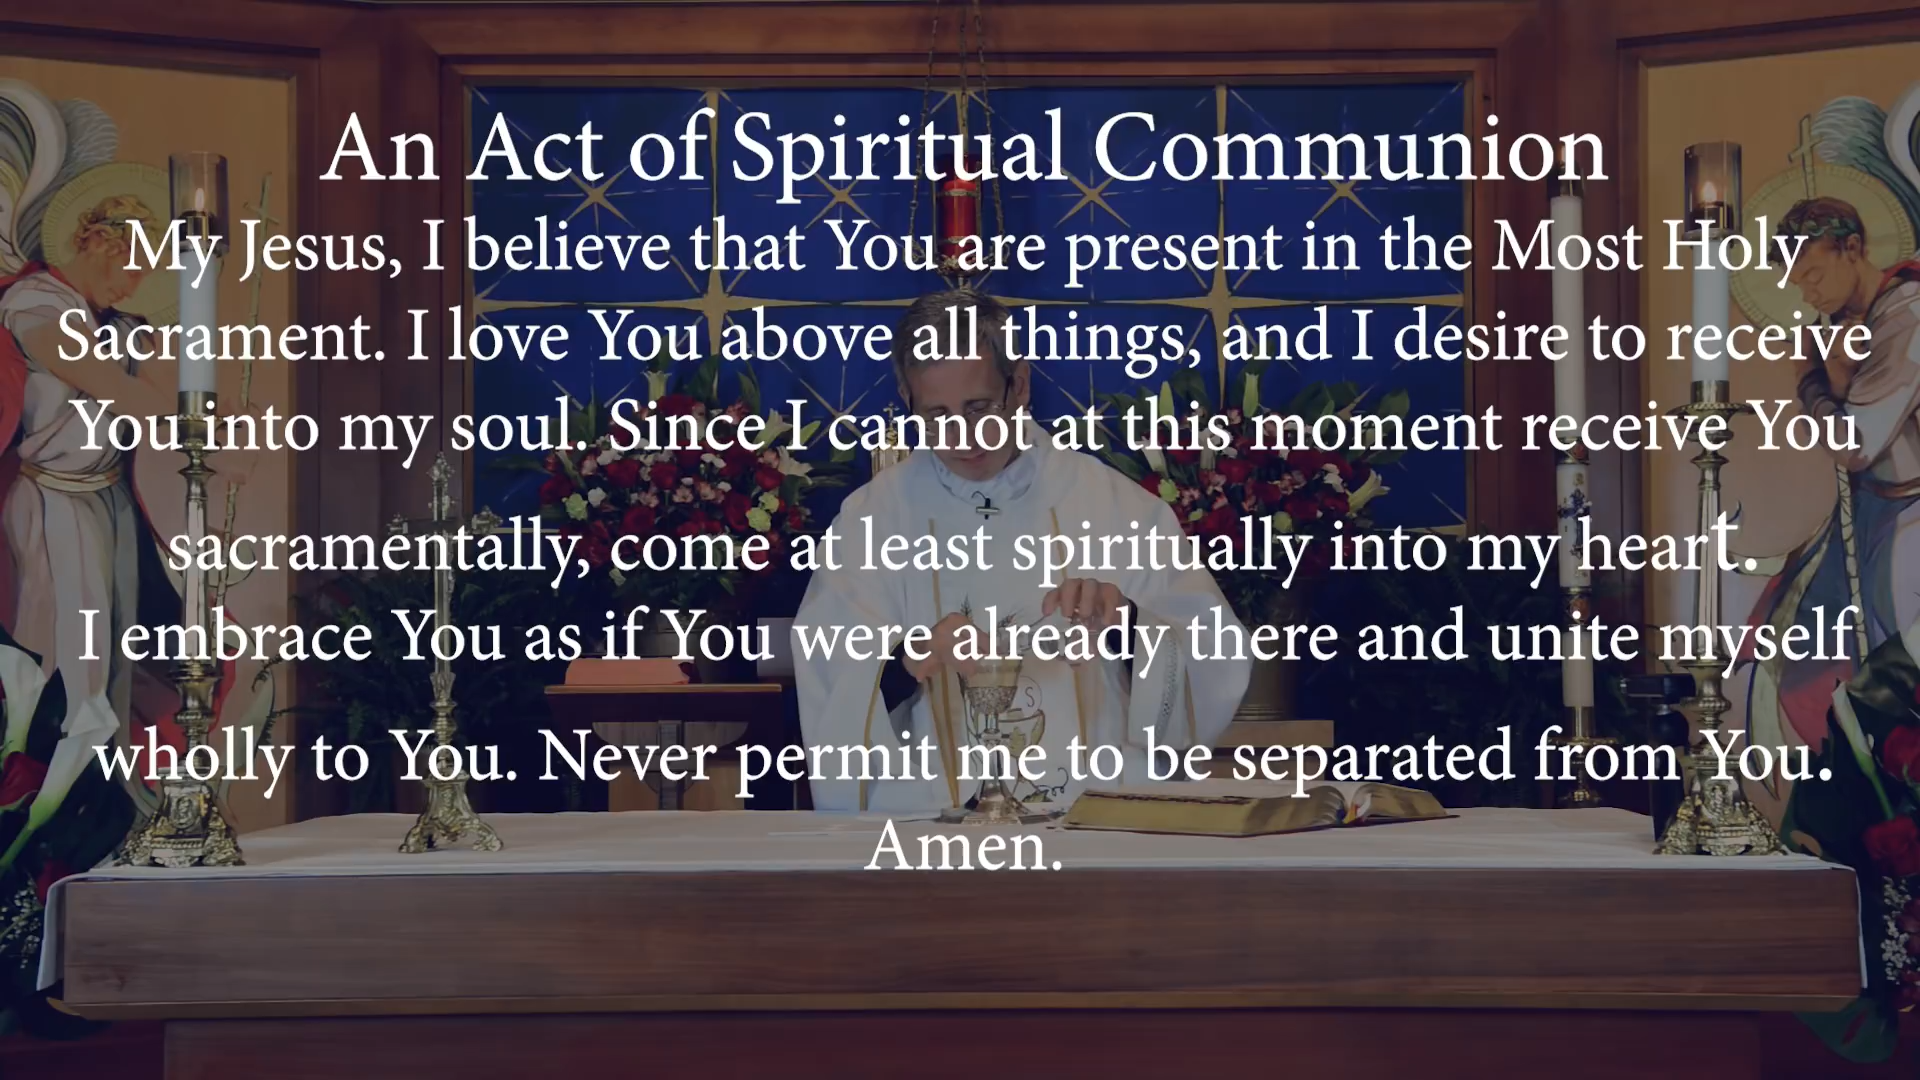 An Act of Spiritual Communion
My Jesus, I believe that You are present in the Most Holy
Sacrament. I love You above all things, and I desire to receive
You into my soul. Since I cannot at this moment receive You
sacramentally, come at least spiritually into my heart.
I embrace You as if You were already there and unite myself
wholly to You. Never permit me to be separated from You.
Amen.